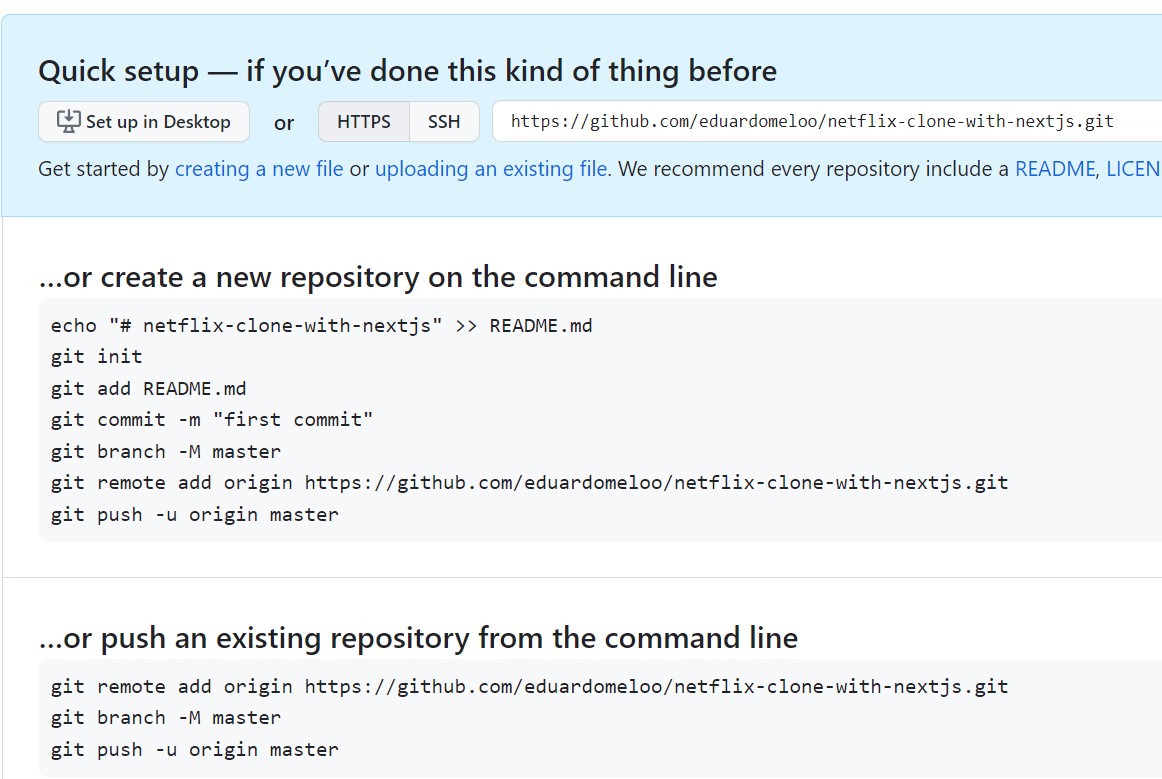 Quick setup — if you’ve done this kind of thing before
Set up in Desktop or HTTPS SSH https://github.com/eduardomeloo/netflix-clone-with-nextjs.git
Get started by creating a new file or uploading an existing file. We recommend every repository include a README, LICEN
…or create a new repository on the command line
echo "# netflix-clone-with-nextjs" >> README.md
git init
git add README.md
git commit -m "first commit"
git branch -M master
git remote add origin https://github.com/eduardomeloo/netflix-clone-with-nextjs.git
git push -u origin master
…or push an existing repository from the command line
git remote add origin https://github.com/eduardomeloo/netflix-clone-with-nextjs.git
git branch -M master
git push -u origin master